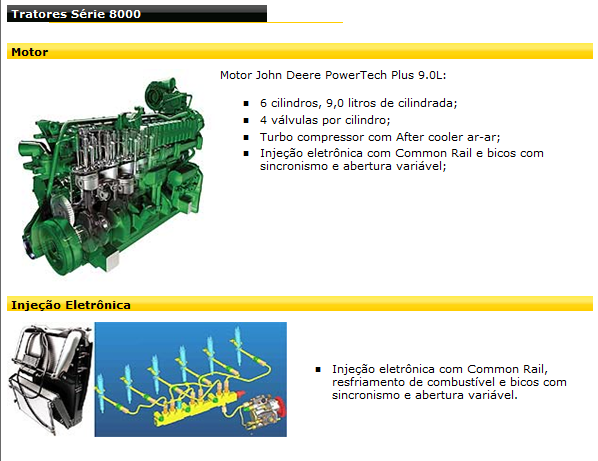 Tratores Série 8000
Motor
Motor John Deere PowerTech Plus 9.0L:
6 cilindros, 9,0 litros de cilindrada;
4 válvulas por cilindro;
Turbo compressor com After cooler ar-ar;
Injeção eletrônica com Common Rail e bicos com
sincronismo e abertura variável;
Injeção Eletrônica
Injeção eletrônica com Common Rail,
resfriamento de combustível e bicos com
sincronismo e abertura variável.